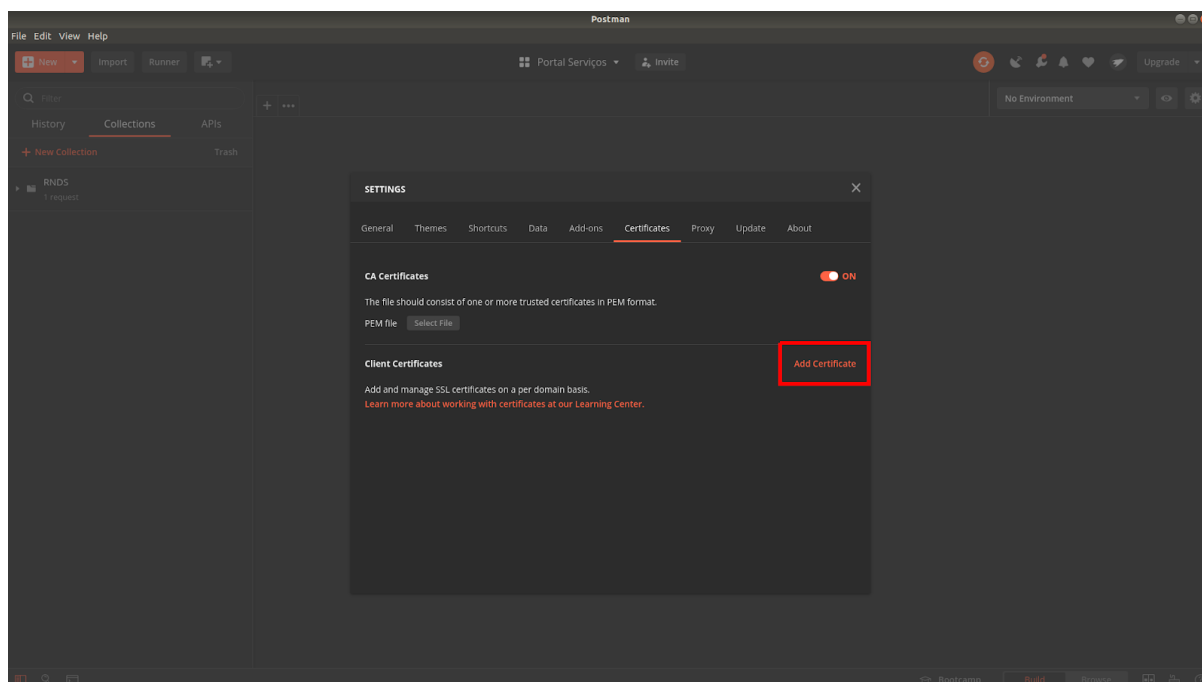 Postman
File Edit View Help
New Import Runner Portal Serviços Invite Upgrade
Filter
No Environment
History Collections APIs
+ New Collection Trash
RNDS
1 request
SETTINGS
General Themes Shortcuts Data Add-ons Certificates Proxy Update About
CA Certificates ON
The file should consist of one or more trusted certificates in PEM format.
PEM file Select File
Client Certificates Add Certificate
Add and manage SSL certificates on a per domain basis.
Learn more about working with certificates at our Learning Center.
Bootcamp Build Browse